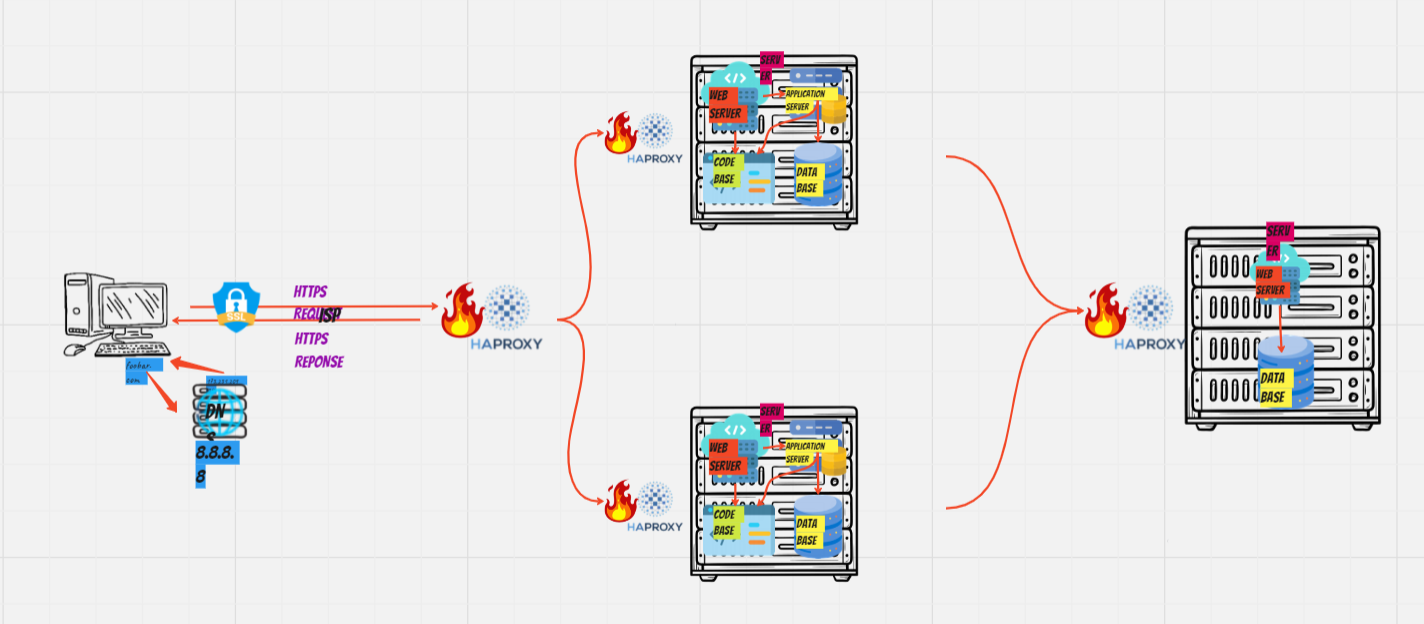 HTTPS
REQU
ISP
HTTPS
REPONSE
SSL
foobar.
com
DN
S
8.8.8.
8
HAPROXY
HAPROXY
SERV
ER
WEB
SERVER
APPLICATION
SERVER
CODE
BASE
DATA
BASE
HAPROXY
SERV
ER
WEB
SERVER
APPLICATION
SERVER
CODE
BASE
DATA
BASE
HAPROXY
SERV
ER
WEB
SERVER
DATA
BASE